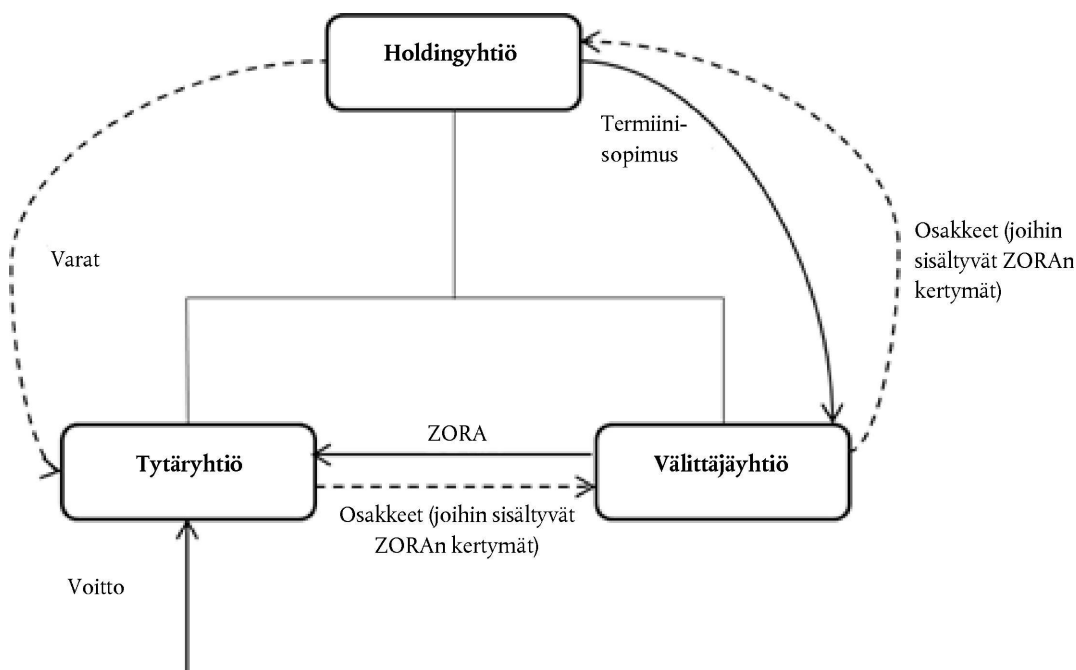 Holdingyhtiö
Termiini-
sopimus
Varat
Osakkeet (joihin
sisältyvät ZORAn
kertymät)
Tytäryhtiö
ZORA
Välittäjäyhtiö
Osakkeet (joihin sisältyvät
ZORAn kertymät)
Voitto